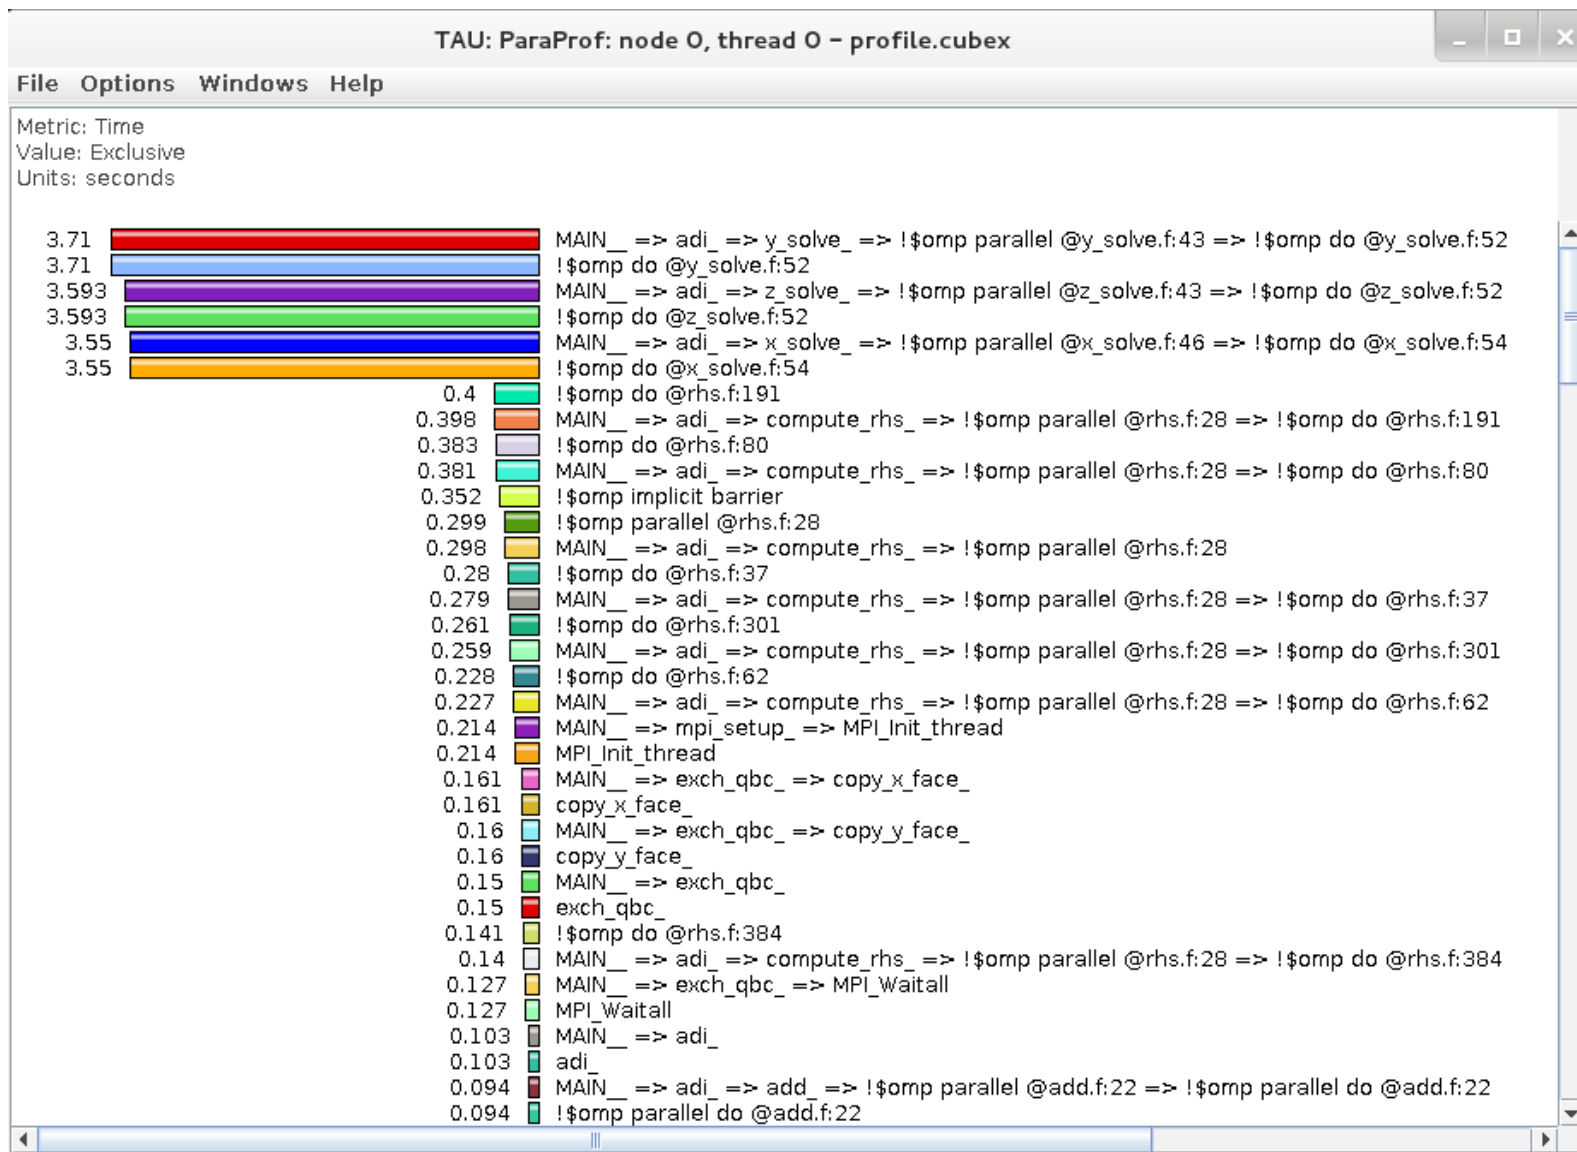 TAU: ParaProf: node 0, thread 0 – profile.cubex
File Options Windows Help
Metric: Time
Value: Exclusive
Units: seconds
3.71 MAIN__ => adi_ => y_solve_ => !$omp parallel @y_solve.f:43 => !$omp do @y_solve.f:52
3.71 !$omp do @y_solve.f:52
3.593 MAIN__ => adi_ => z_solve_ => !$omp parallel @z_solve.f:43 => !$omp do @z_solve.f:52
3.593 !$omp do @z_solve.f:52
3.55 MAIN__ => adi_ => x_solve_ => !$omp parallel @x_solve.f:46 => !$omp do @x_solve.f:54
3.55 !$omp do @x_solve.f:54
0.4 !$omp do @rhs.f:191
0.398 MAIN__ => adi_ => compute_rhs_ => !$omp parallel @rhs.f:28 => !$omp do @rhs.f:191
0.383 !$omp do @rhs.f:80
0.381 MAIN__ => adi_ => compute_rhs_ => !$omp parallel @rhs.f:28 => !$omp do @rhs.f:80
0.352 !$omp implicit barrier
0.299 !$omp parallel @rhs.f:28
0.298 MAIN__ => adi_ => compute_rhs_ => !$omp parallel @rhs.f:28
0.28 !$omp do @rhs.f:37
0.279 MAIN__ => adi_ => compute_rhs_ => !$omp parallel @rhs.f:28 => !$omp do @rhs.f:37
0.261 !$omp do @rhs.f:301
0.259 MAIN__ => adi_ => compute_rhs_ => !$omp parallel @rhs.f:28 => !$omp do @rhs.f:301
0.228 !$omp do @rhs.f:62
0.227 MAIN__ => adi_ => compute_rhs_ => !$omp parallel @rhs.f:28 => !$omp do @rhs.f:62
0.214 MAIN__ => mpi_setup_ => MPI_Init_thread
0.214 MPI_Init_thread
0.161 MAIN__ => exch_qbc_ => copy_x_face_
0.161 copy_x_face_
0.16 MAIN__ => exch_qbc_ => copy_y_face_
0.16 copy_y_face_
0.15 MAIN__ => exch_qbc_
0.15 exch_qbc_
0.141 !$omp do @rhs.f:384
0.14 MAIN__ => adi_ => compute_rhs_ => !$omp parallel @rhs.f:28 => !$omp do @rhs.f:384
0.127 MAIN__ => exch_qbc_ => MPI_Waitall
0.127 MPI_Waitall
0.103 MAIN__ => adi_
0.103 adi_
0.094 MAIN__ => adi_ => add_ => !$omp parallel @add.f:22 => !$omp parallel do @add.f:22
0.094 !$omp parallel do @add.f:22